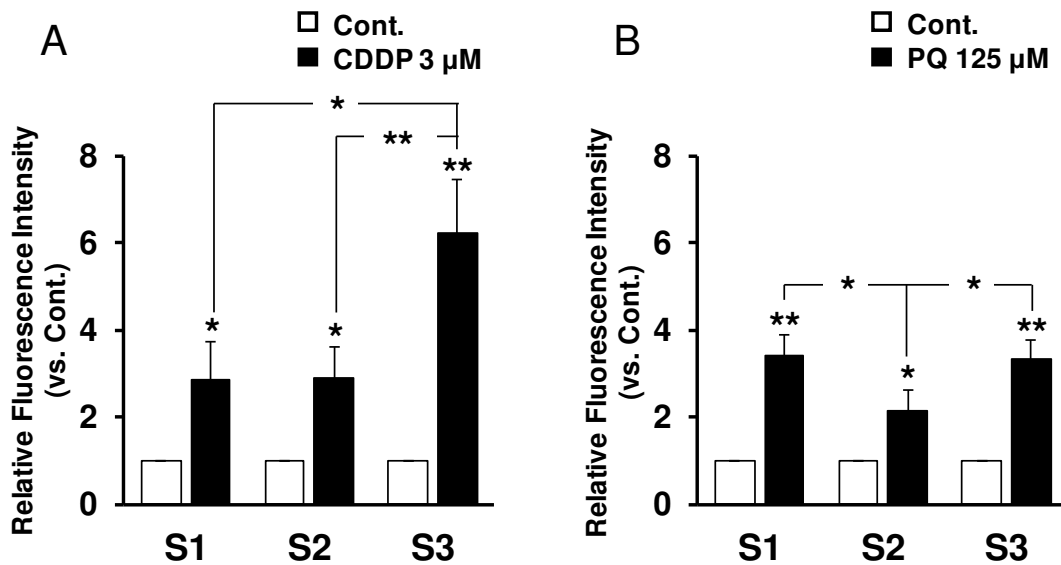 A
Cont.
CDDP 3 µM
Relative Fluorescence Intensity
(vs. Cont.)
8
6
4
2
0
*
**
**
*
*
S1
S2
S3
B
Cont.
PQ 125 µM
Relative Fluorescence Intensity
(vs. Cont.)
8
6
4
2
0
*
*
**
*
**
S1
S2
S3